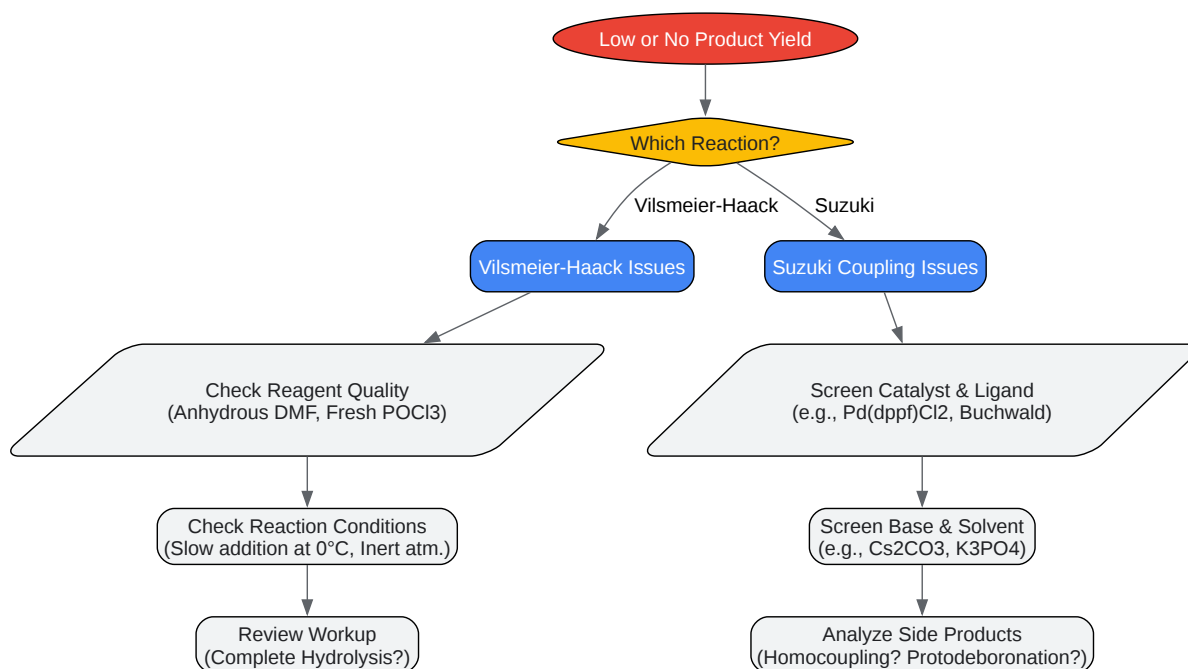 Low or No Product Yield
Which Reaction?
Vilsmeier-Haack
Suzuki
Vilsmeier-Haack Issues
Suzuki Coupling Issues
Check Reagent Quality
(Anhydrous DMF, Fresh POCl3)
Screen Catalyst & Ligand
(e.g., Pd(dppf)Cl2, Buchwald)
Check Reaction Conditions
(Slow addition at 0°C, Inert atm.)
Screen Base & Solvent
(e.g., Cs2CO3, K3PO4)
Review Workup
(Complete Hydrolysis?)
Analyze Side Products
(Homocoupling? Protodeboronation?)